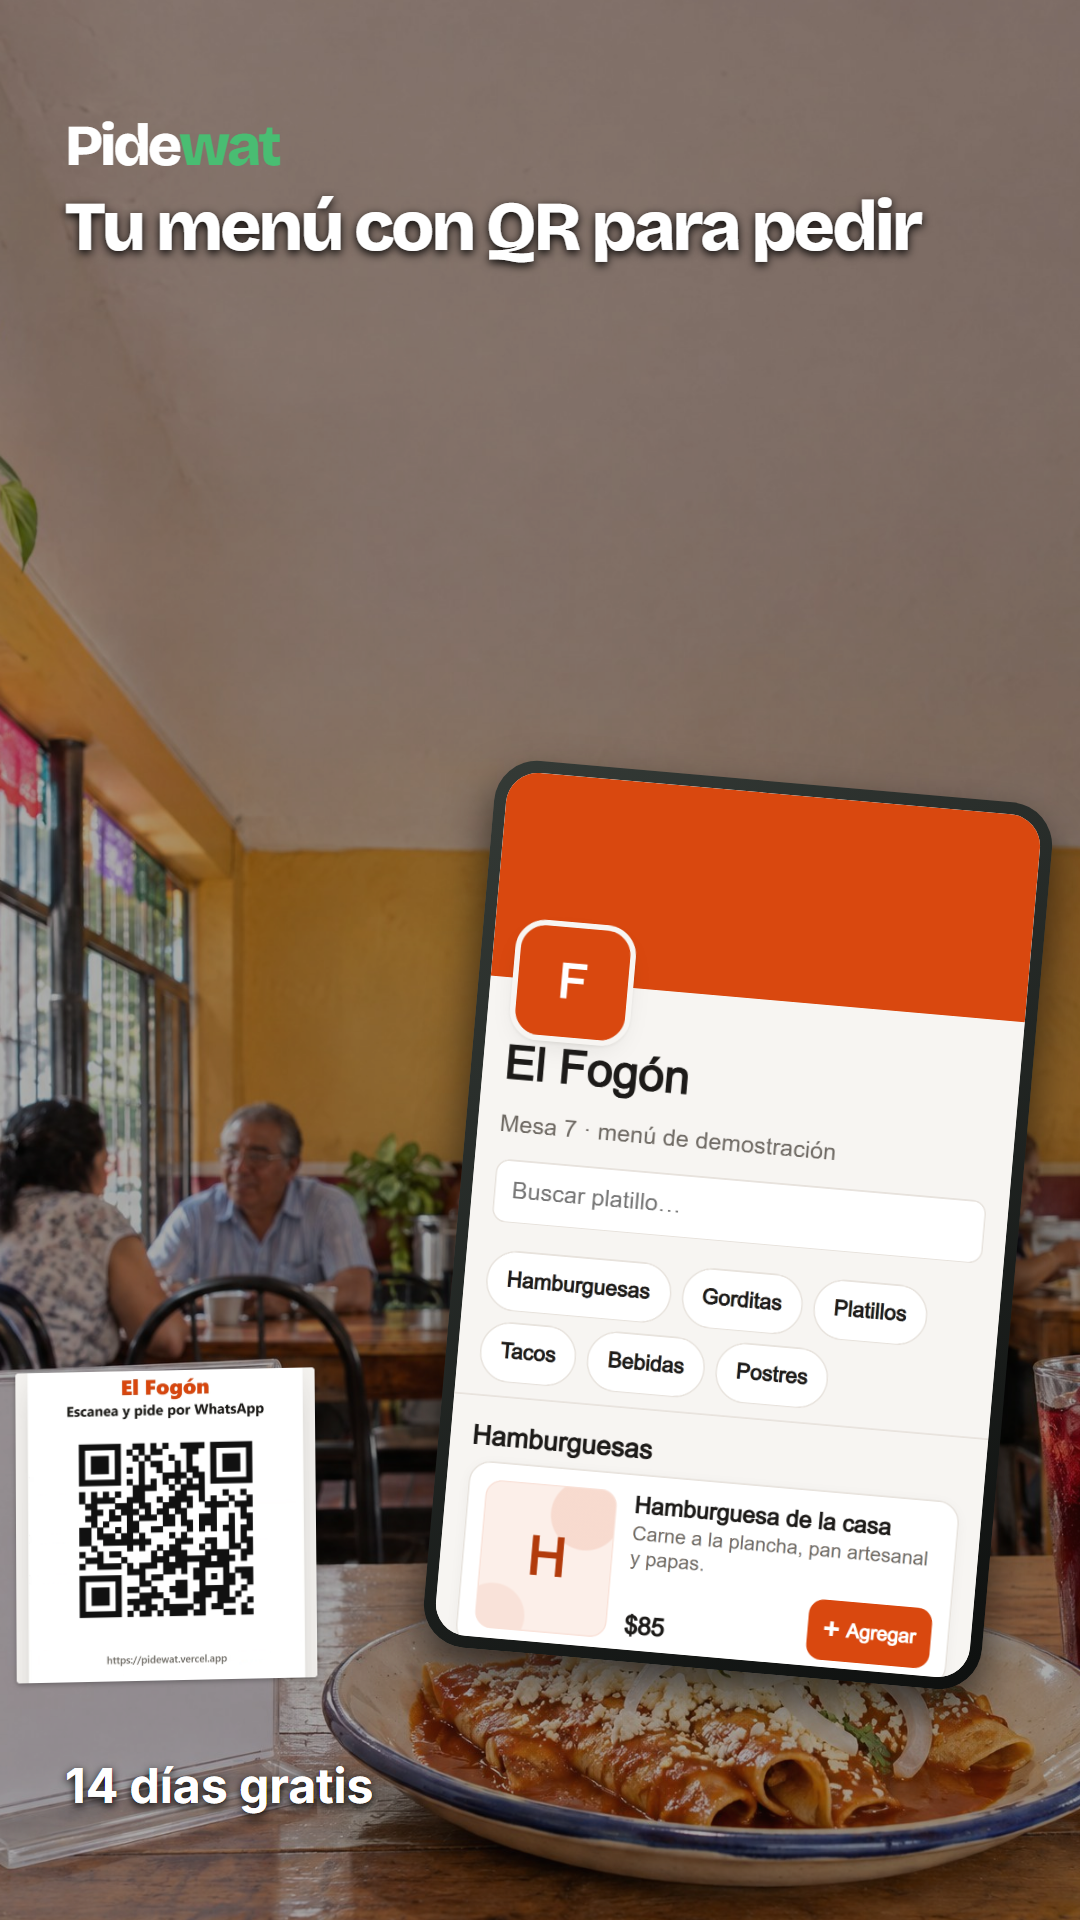 Pidewat
Tu menú con QR para pedir
F
El Fogón
Mesa 7 · menú de demostración
Buscar platillo...
Hamburguesas
Gorditas
Platillos
Tacos
Bebidas
Postres
Hamburguesas
H
Hamburguesa de la casa
Carne a la plancha, pan artesanal
y papas.
$85
+ Agregar
El Fogón
Escanea y pide por WhatsApp
https://pidewat.vercel.app
14 días gratis